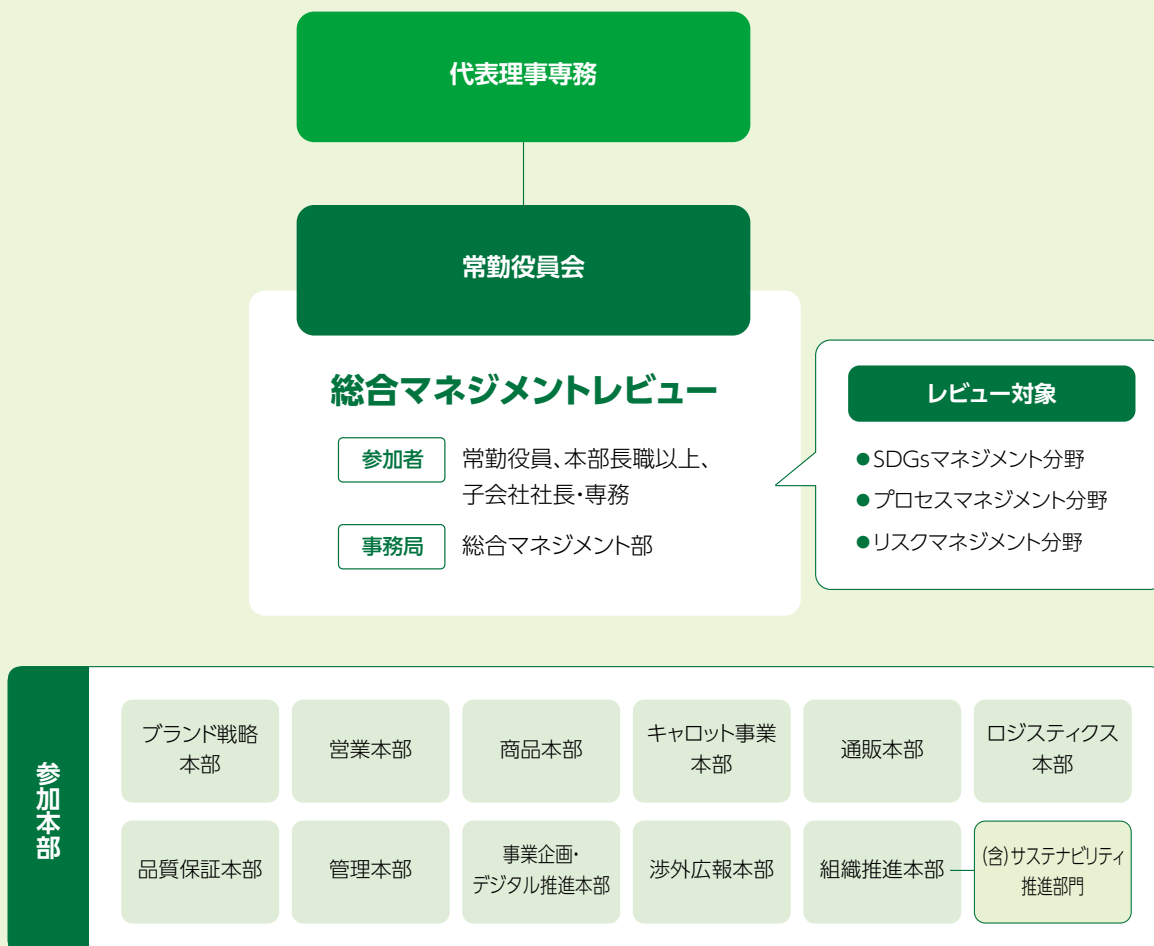 代表理事専務
常勤役員会
総合マネジメントレビュー
参加者
常勤役員、本部長職以上、
子会社社長・専務
事務局
総合マネジメント部
レビュー対象
●SDGsマネジメント分野
●プロセスマネジメント分野
●リスクマネジメント分野
参加本部
ブランド戦略
本部
営業本部
商品本部
キャロット事業
本部
通販本部
ロジスティクス
本部
品質保証本部
管理本部
事業企画・
デジタル推進本部
渉外広報本部
組織推進本部
(含)サステナビリティ
推進部門